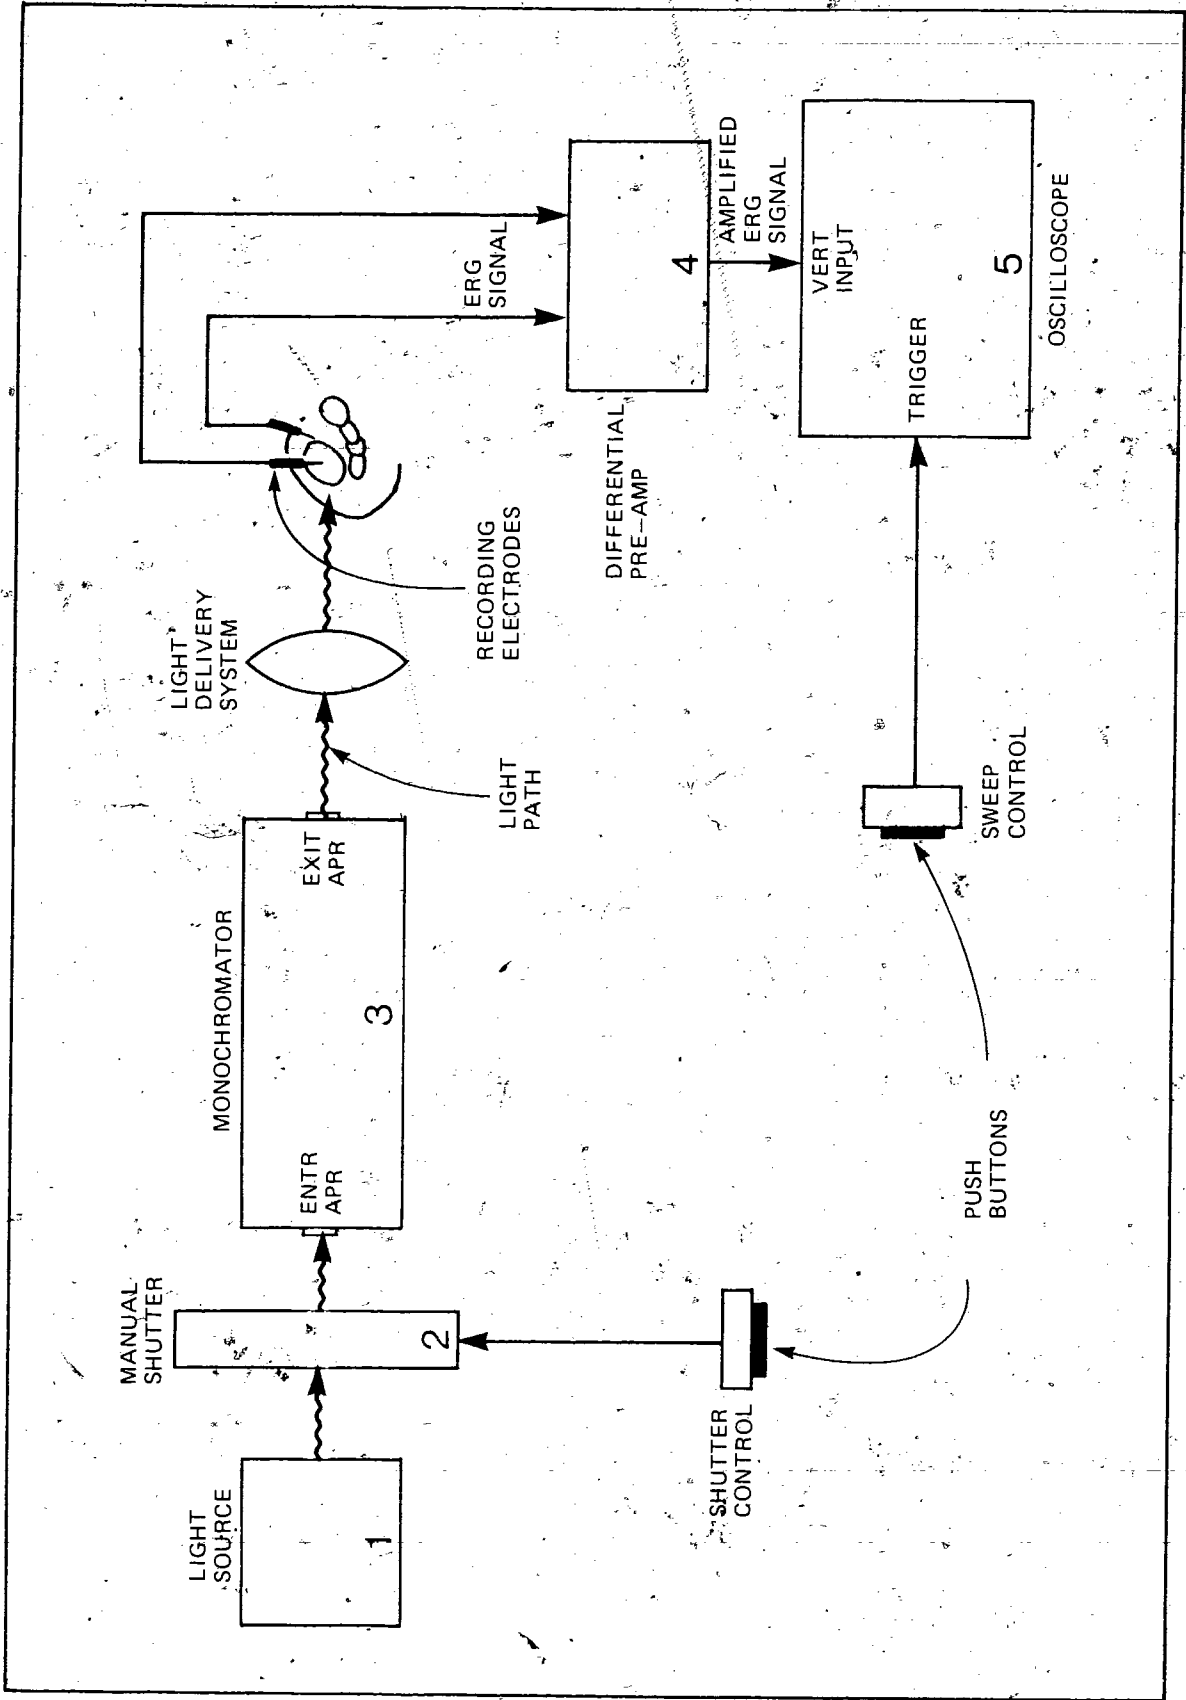 LIGHT
SOURCE
1
MANUAL
SHUTTER
2
SHUTTER
CONTROL
MONOCHROMATOR
ENTR
APR
3
EXIT
APR
LIGHT
PATH
LIGHT
DELIVERY
SYSTEM
RECORDING
ELECTRODES
ERG
SIGNAL
DIFFERENTIAL
PRE-AMP
4
AMPLIFIED
ERG
SIGNAL
VERT
INPUT
TRIGGER
5
OSCILLOSCOPE
SWEEP
CONTROL
PUSH
BUTTONS